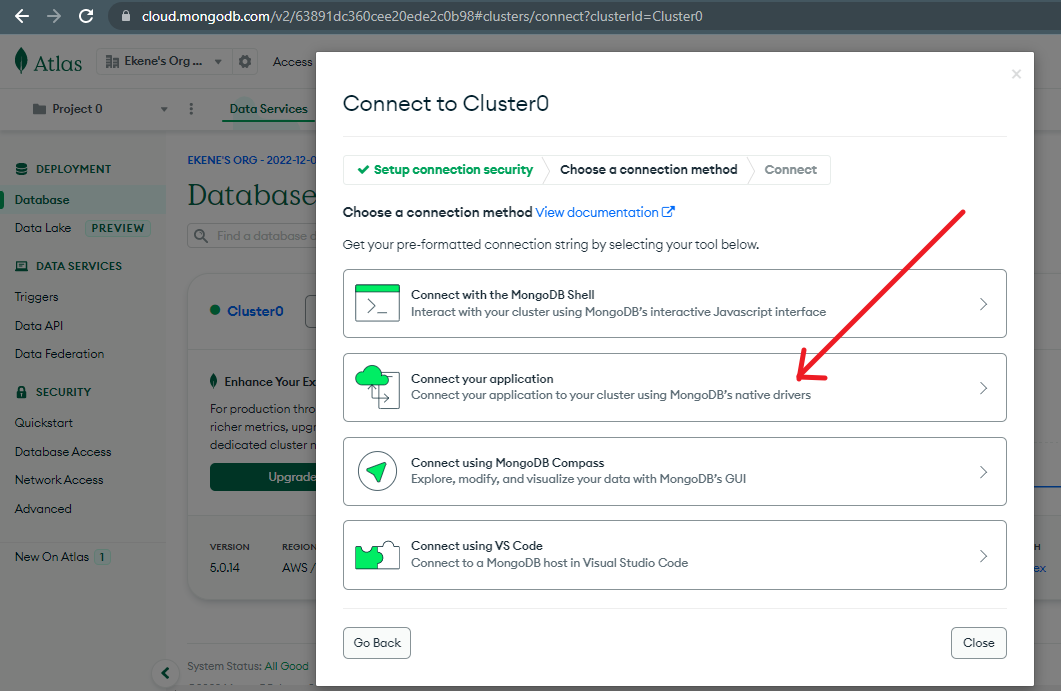 cloud.mongodb.com/v2/63891dc360cee20ede2c0b98#clusters/connect?clusterId=Cluster0
Atlas
Ekene's Org ...
Access
Project 0
Data Services
DEPLOYMENT
Database
Data Lake PREVIEW
DATA SERVICES
Triggers
Data API
Data Federation
SECURITY
Quickstart
Database Access
Network Access
Advanced
New On Atlas 1
EKENE'S ORG - 2022-12-0
Database
Find a database d
Cluster0
Enhance Your Ex
For production thro
richer metrics, upgr
dedicated cluster n
Upgrade
VERSION
5.0.14
REGION
AWS /
System Status: All Good
Connect to Cluster0
Setup connection security
Choose a connection method
Connect
Choose a connection method View documentation
Get your pre-formatted connection string by selecting your tool below.
Connect with the MongoDB Shell
Interact with your cluster using MongoDB's interactive Javascript interface
Connect your application
Connect your application to your cluster using MongoDB's native drivers
Connect using MongoDB Compass
Explore, modify, and visualize your data with MongoDB's GUI
Connect using VS Code
Connect to a MongoDB host in Visual Studio Code
Go Back
Close
H
ex